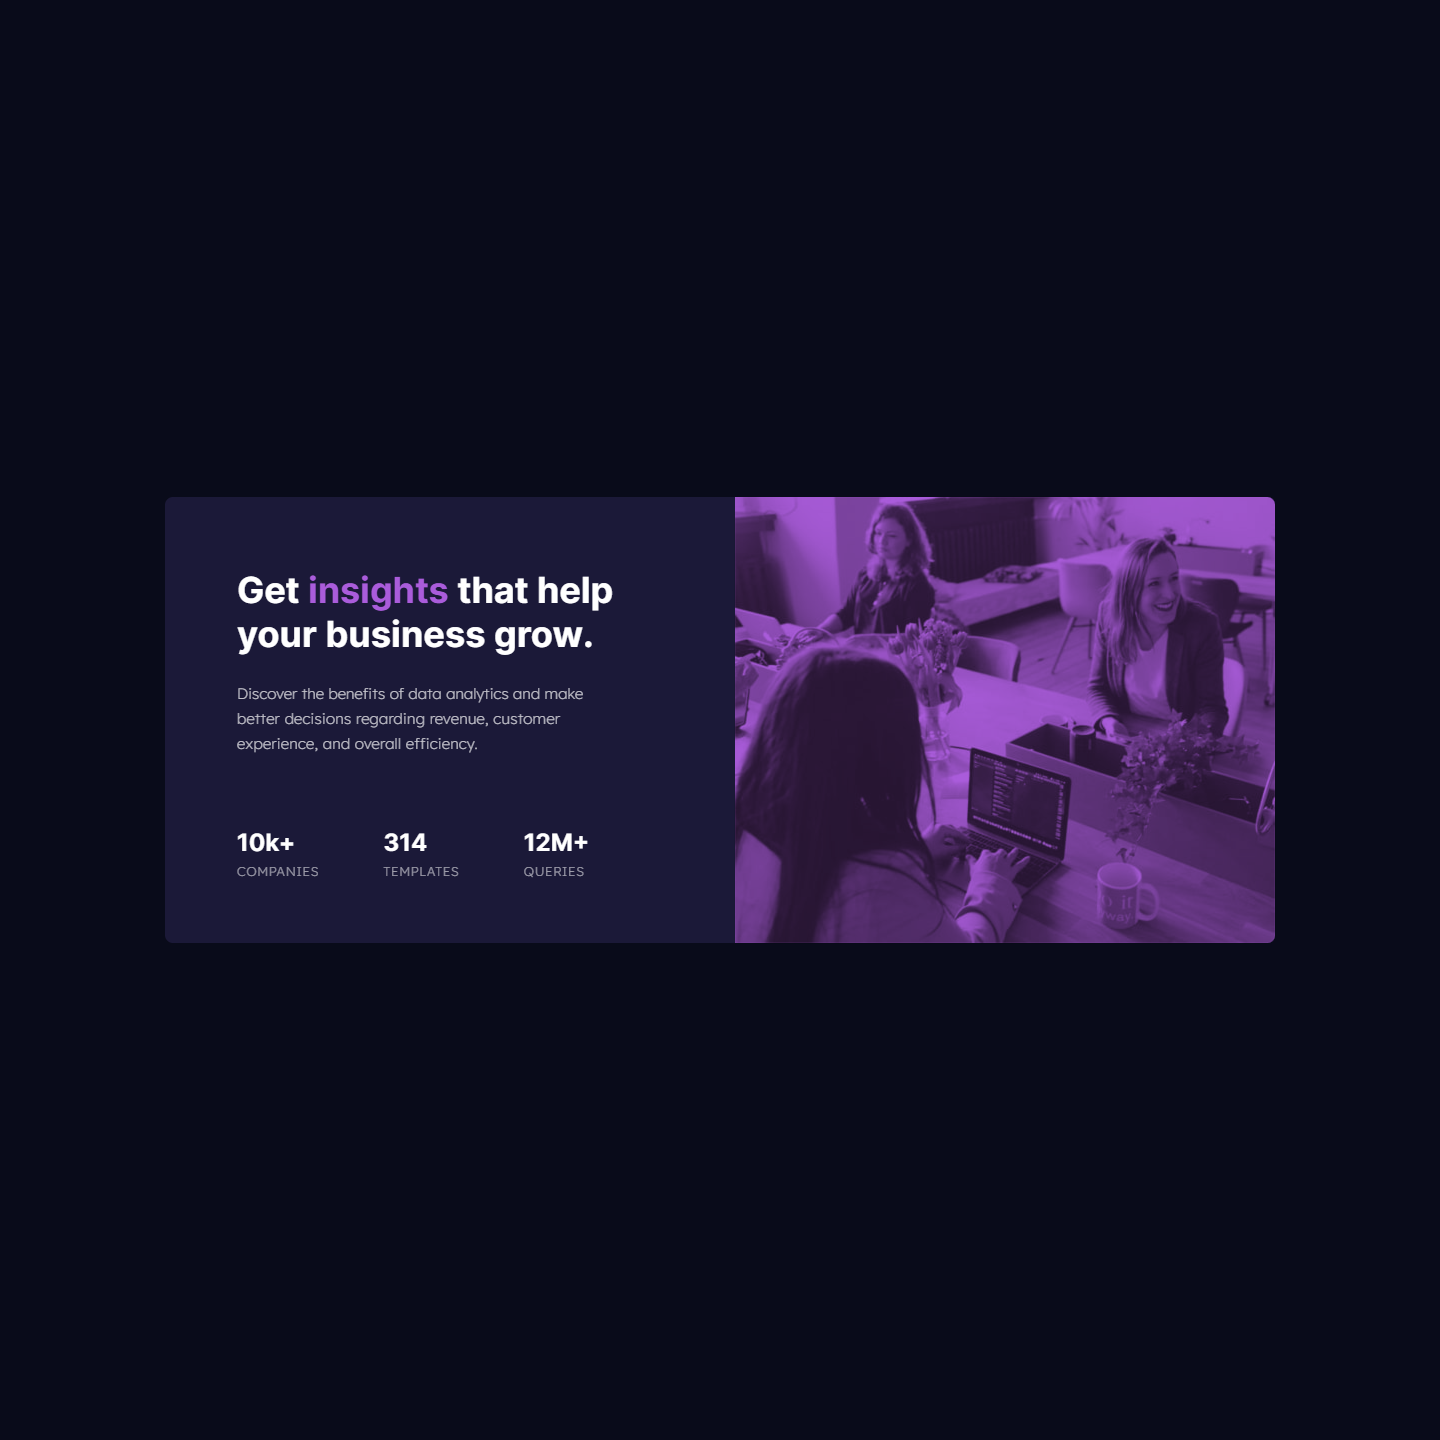 Get insights that help
your business grow.
Discover the benefits of data analytics and make
better decisions regarding revenue, customer
experience, and overall efficiency.
10k+ 314 12M+
COMPANIES TEMPLATES QUERIES